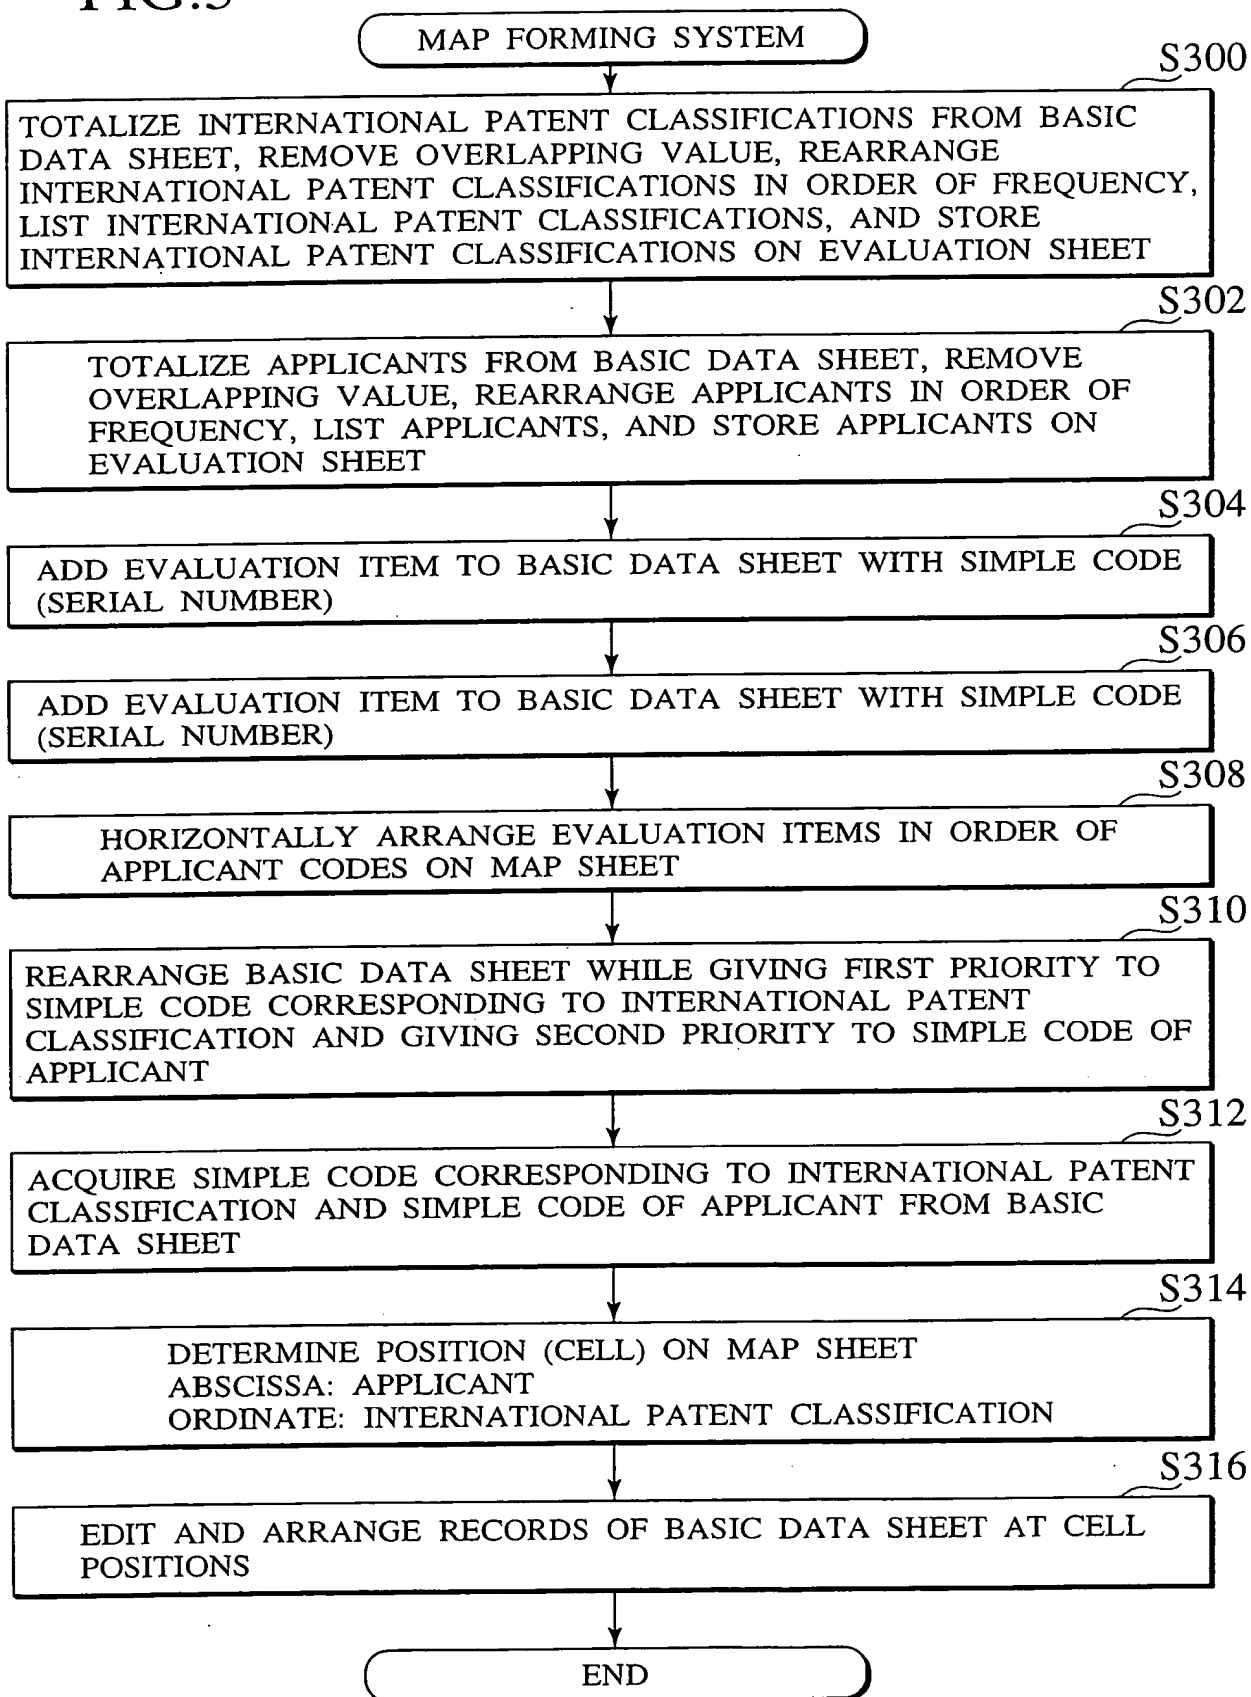 FIG.3
MAP FORMING SYSTEM
S300
TOTALIZE INTERNATIONAL PATENT CLASSIFICATIONS FROM BASIC
DATA SHEET, REMOVE OVERLAPPING VALUE, REARRANGE
INTERNATIONAL PATENT CLASSIFICATIONS IN ORDER OF FREQUENCY,
LIST INTERNATIONAL PATENT CLASSIFICATIONS, AND STORE
INTERNATIONAL PATENT CLASSIFICATIONS ON EVALUATION SHEET
S302
TOTALIZE APPLICANTS FROM BASIC DATA SHEET, REMOVE
OVERLAPPING VALUE, REARRANGE APPLICANTS IN ORDER OF
FREQUENCY, LIST APPLICANTS, AND STORE APPLICANTS ON
EVALUATION SHEET
S304
ADD EVALUATION ITEM TO BASIC DATA SHEET WITH SIMPLE CODE
(SERIAL NUMBER)
S306
ADD EVALUATION ITEM TO BASIC DATA SHEET WITH SIMPLE CODE
(SERIAL NUMBER)
S308
HORIZONTALLY ARRANGE EVALUATION ITEMS IN ORDER OF
APPLICANT CODES ON MAP SHEET
S310
REARRANGE BASIC DATA SHEET WHILE GIVING FIRST PRIORITY TO
SIMPLE CODE CORRESPONDING TO INTERNATIONAL PATENT
CLASSIFICATION AND GIVING SECOND PRIORITY TO SIMPLE CODE OF
APPLICANT
S312
ACQUIRE SIMPLE CODE CORRESPONDING TO INTERNATIONAL PATENT
CLASSIFICATION AND SIMPLE CODE OF APPLICANT FROM BASIC
DATA SHEET
S314
DETERMINE POSITION (CELL) ON MAP SHEET
ABSCISSA: APPLICANT
ORDINATE: INTERNATIONAL PATENT CLASSIFICATION
S316
EDIT AND ARRANGE RECORDS OF BASIC DATA SHEET AT CELL
POSITIONS
END